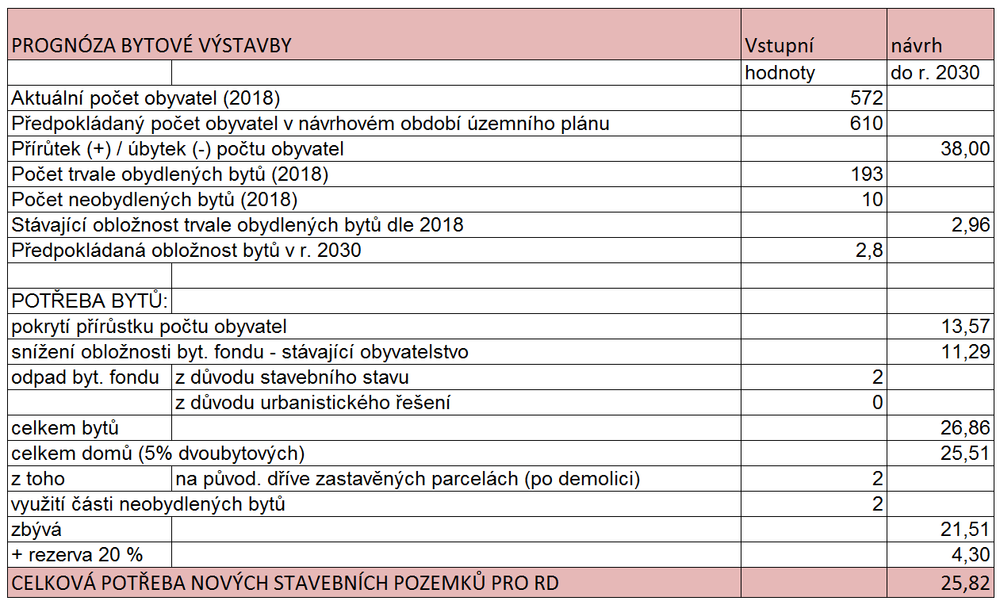 PROGNÓZA BYTOVÉ VÝSTAVBY Vstupní návrh
hodnoty do r. 2030
Aktuální počet obyvatel (2018) 572
Předpokládaný počet obyvatel v návrhovém období územního plánu 610
Přírůtek (+) / úbytek (-) počtu obyvatel 38,00
Počet trvale obydlených bytů (2018) 193
Počet neobydlených bytů (2018) 10
Stávající obložnost trvale obydlených bytů dle 2018 2,96
Předpokládaná obložnost bytů v r. 2030 2,8
POTŘEBA BYTŮ:
pokrytí přírůstku počtu obyvatel 13,57
snížení obložnosti byt. fondu - stávající obyvatelstvo 11,29
odpad byt. fondu z důvodu stavebního stavu 2
z důvodu urbanistického řešení 0
celkem bytů 26,86
celkem domů (5% dvoubytových) 25,51
z toho na původ. dříve zastavěných parcelách (po demolici) 2
využití části neobydlených bytů 2
zbývá 21,51
+ rezerva 20 % 4,30
CELKOVÁ POTŘEBA NOVÝCH STAVEBNÍCH POZEMKŮ PRO RD 25,82